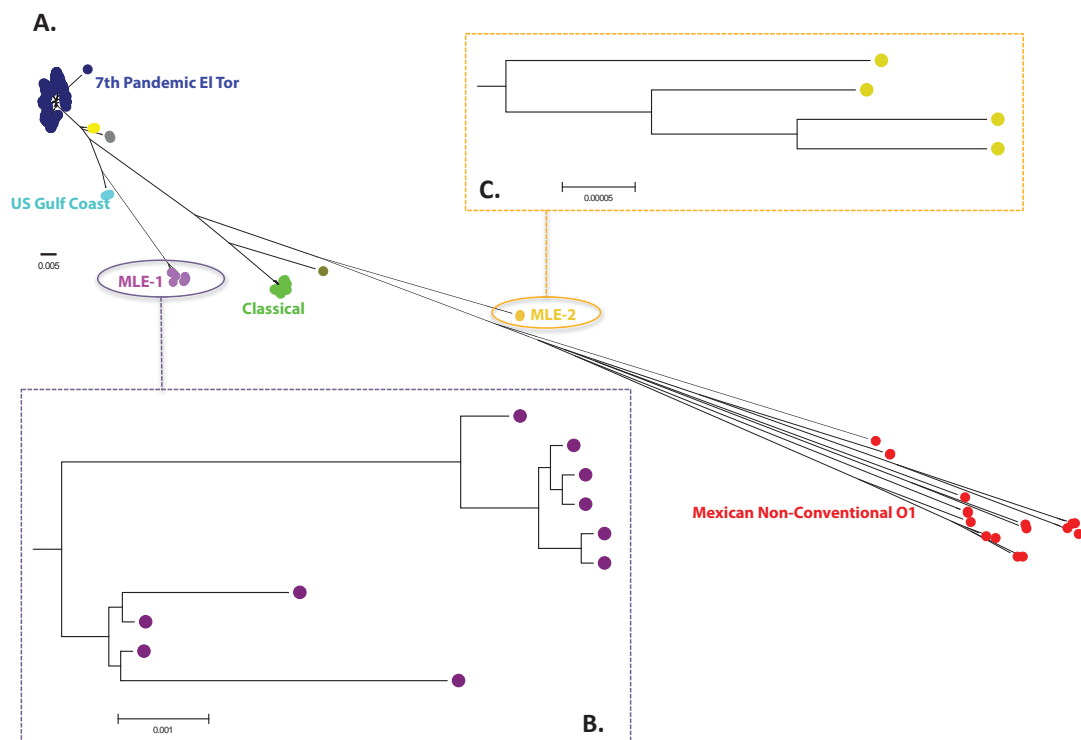 A.
7th Pandemic El Tor
US Gulf Coast
0.005
MLE-1
Classical
C.
0.00005
MLE-2
Mexican Non-Conventional O1
0.001
B.